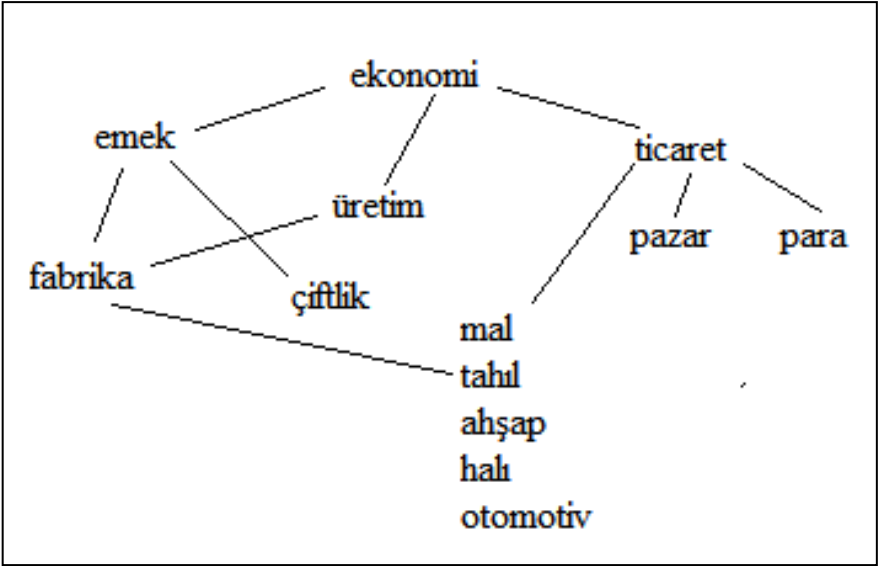 ekonomi
emek
ticaret
üretim
pazar
para
fabrika
çiftlik
mal
tahıl
ahşap
halı
otomotiv